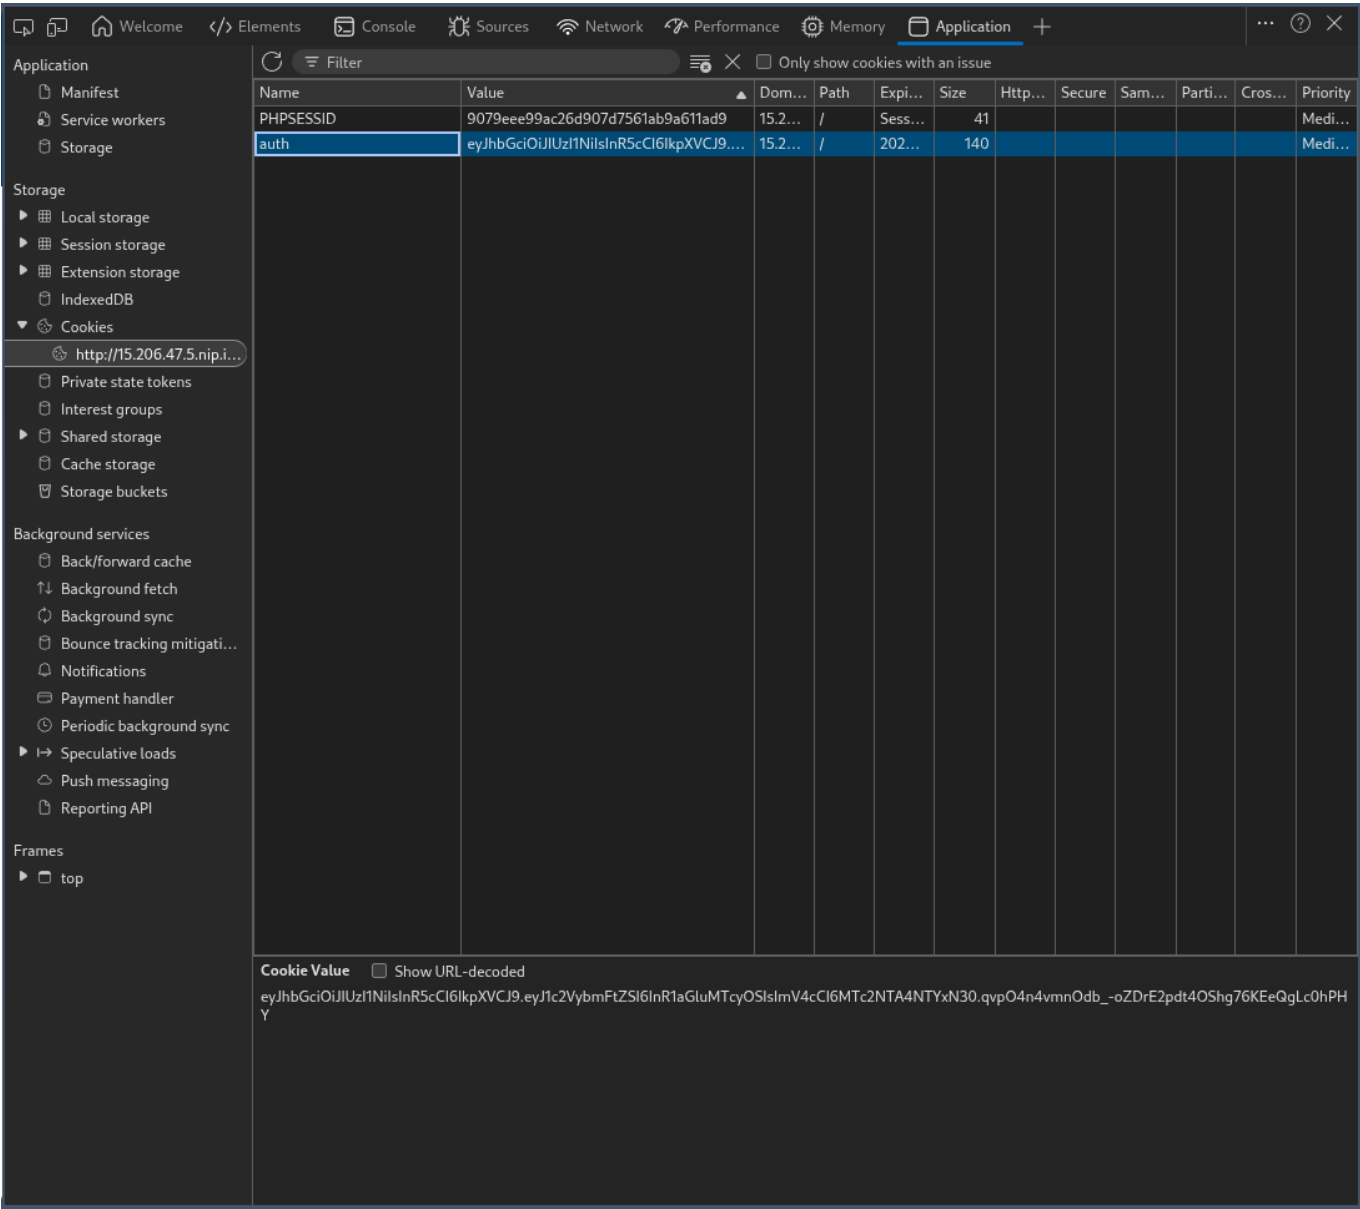 Welcome Elements Console Sources Network Performance Memory Application
Application
Manifest
Service workers
Storage
Storage
Local storage
Session storage
Extension storage
IndexedDB
Cookies
http://15.206.47.5.nip.i...
Private state tokens
Interest groups
Shared storage
Cache storage
Storage buckets
Background services
Back/forward cache
Background fetch
Background sync
Bounce tracking mitigati...
Notifications
Payment handler
Periodic background sync
Speculative loads
Push messaging
Reporting API
Frames
top
Filter Only show cookies with an issue
Name Value Dom... Path Expi... Size Http... Secure Sam... Parti... Cros... Priority
PHPSESSID 9079eee99ac26d907d7561ab9a611ad9 15.2... / Sess... 41 Medi...
auth eyJhbGciOiJIUzI1NiIsInR5cCI6IkpXVCJ9.... 15.2... / 202... 140 Medi...
Cookie Value Show URL-decoded
eyJhbGciOiJIUzI1NiIsInR5cCI6IkpXVCJ9.eyJ1c2VybmFtZSI6InR1aGluMTcyOSIsImV4cCI6MTc2NTA4NTYxN30.qvpO4n4vmnOdb_-oZDrE2pdt4OShg76KEeQgLc0hPH
Y